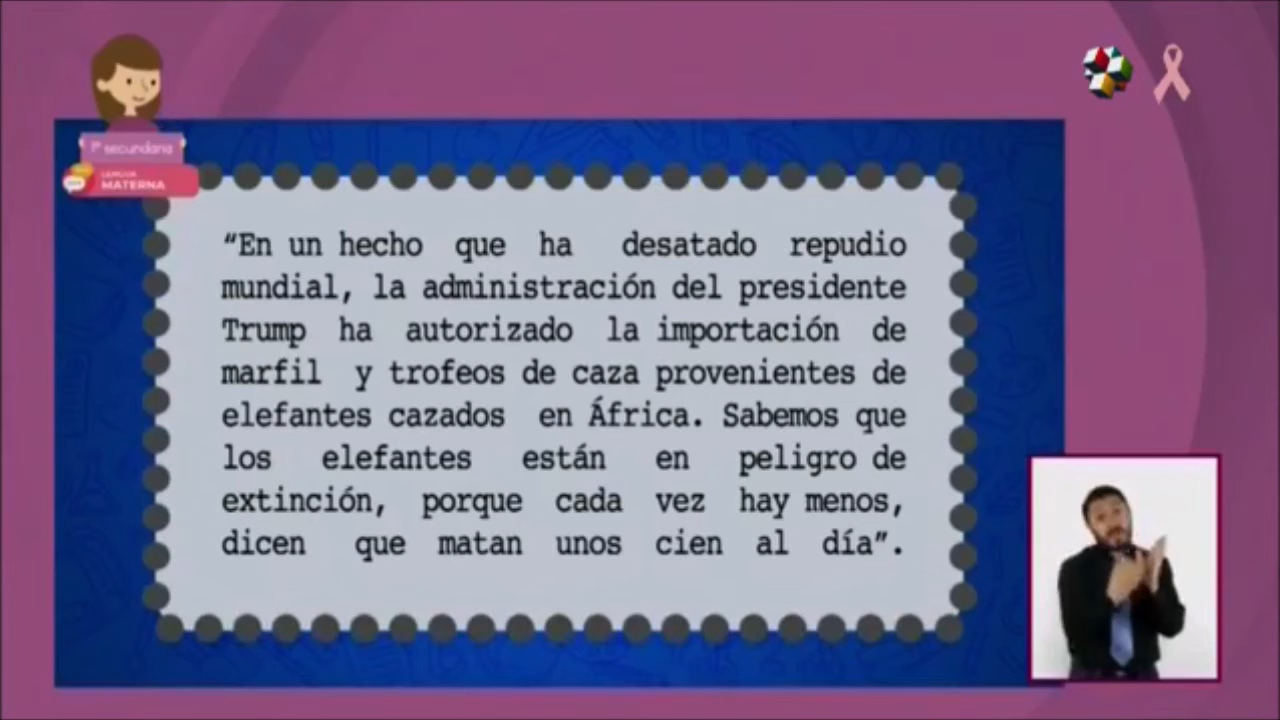 1° secundaria
LENGUA
MATERNA
“En un hecho que ha desatado repudio
mundial, la administración del presidente
Trump ha autorizado la importación de
marfil y trofeos de caza provenientes de
elefantes cazados en África. Sabemos que
los elefantes están en peligro de
extinción, porque cada vez hay menos,
dicen que matan unos cien al día”.